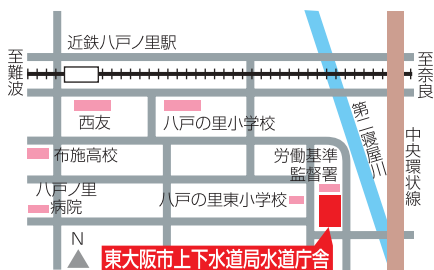 近鉄八戸ノ里駅
至難波
至奈良
西友
八戸の里小学校
第二寝屋川
中央環状線
布施高校
労働基準
監督署
八戸ノ里
病院
八戸の里東小学校
N
東大阪市上下水道局水道庁舎